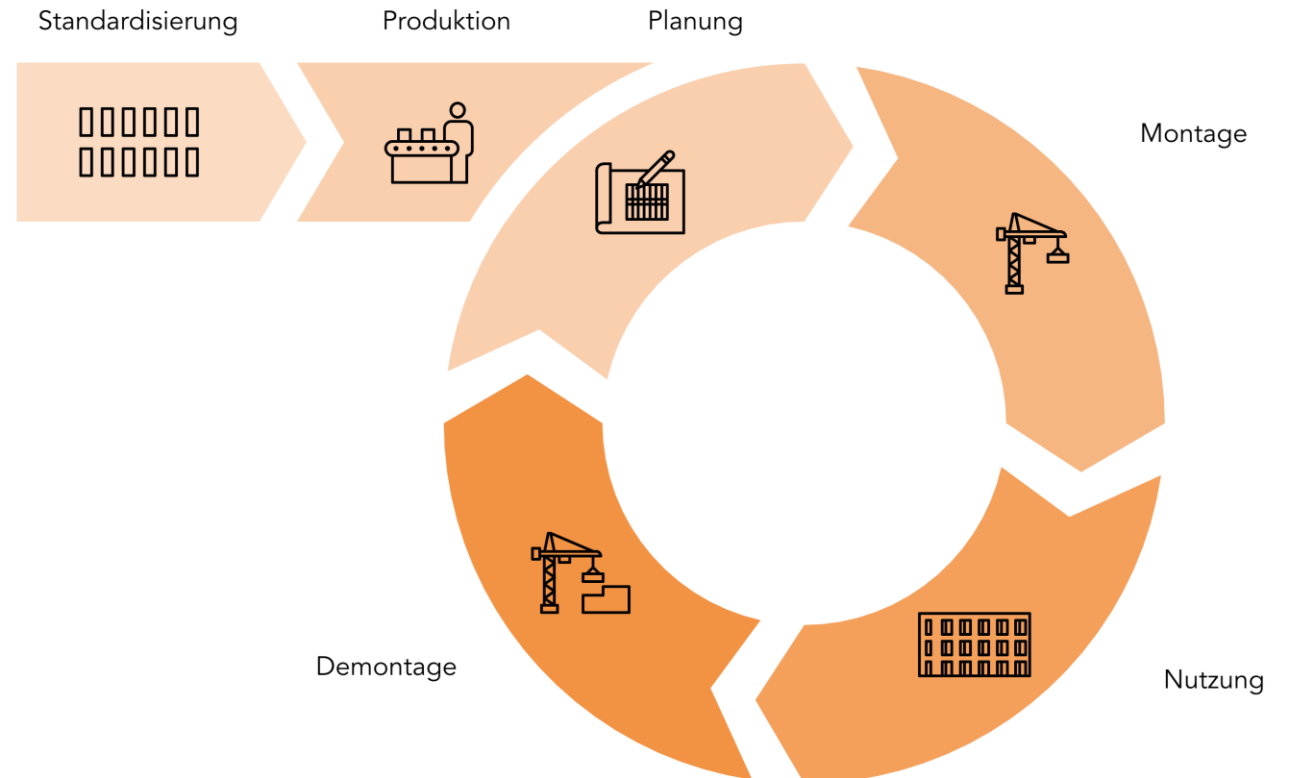 Standardisierung
Produktion
Planung
Montage
Demontage
Nutzung